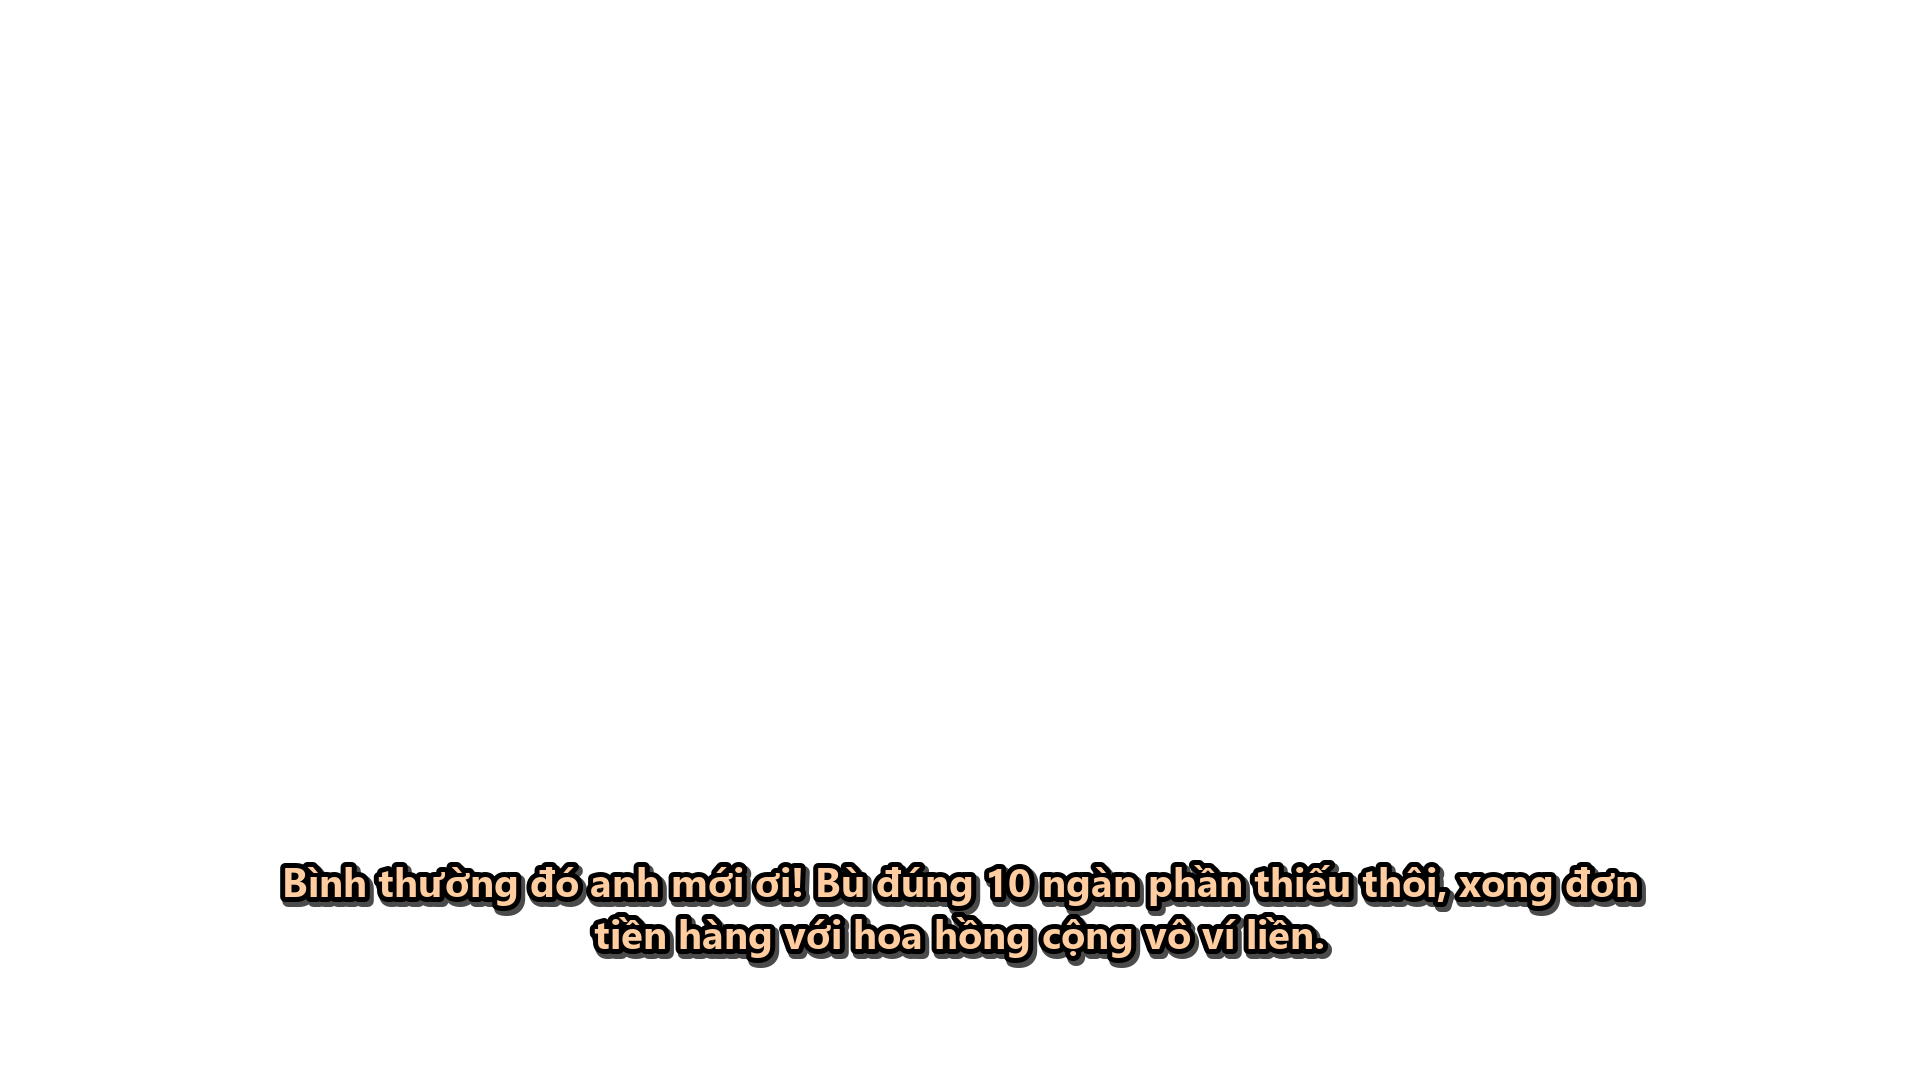 Bình thường đó anh mới ơi! Bù đúng 10 ngàn phần thiếu thôi, xong đơn
tiền hàng với hoa hồng cộng vô ví liền.